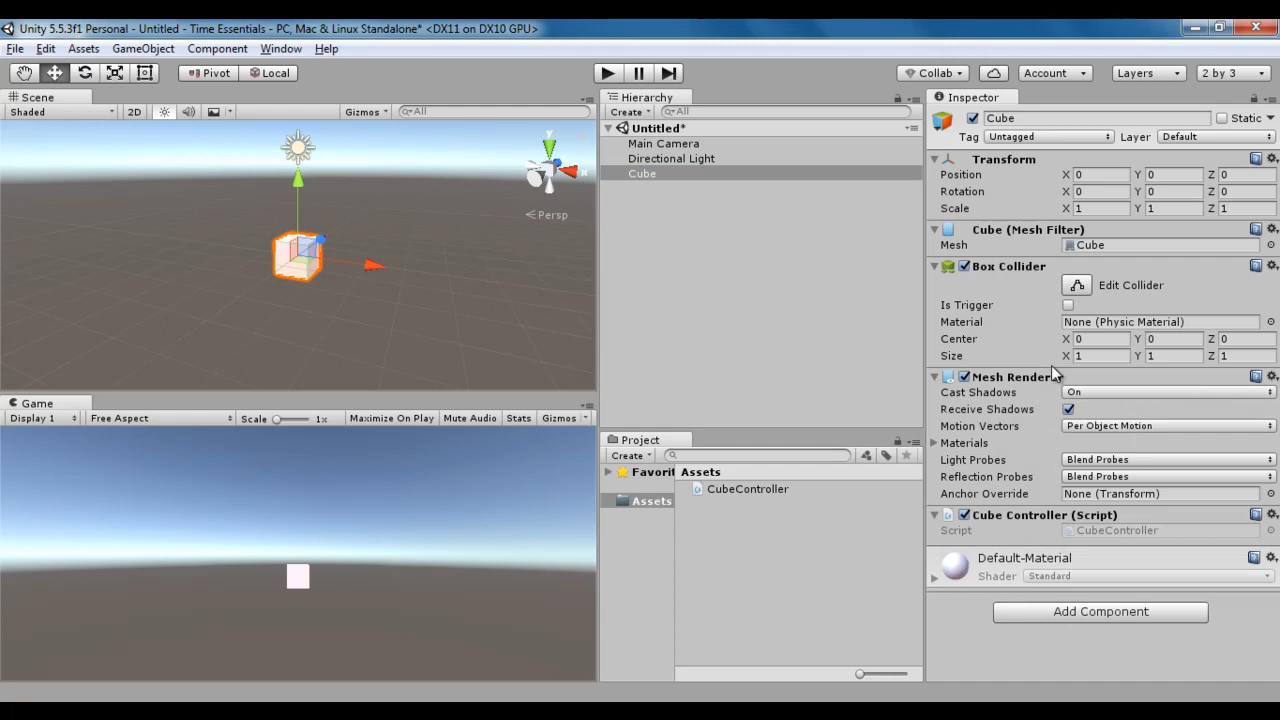 Unity 5.5.3f1 Personal - Untitled - Time Essentials - PC, Mac & Linux Standalone* <DX11 on DX10 GPU>
File Edit Assets GameObject Component Window Help
Pivot Local Collab Account Layers 2 by 3
Scene
Shaded 2D Gizmos All
y
x
Persp
Game
Display 1 Free Aspect Scale 1x Maximize On Play Mute Audio Stats Gizmos
Hierarchy
Create All
Untitled*
Main Camera
Directional Light
Cube
Project
Create
Favori
Assets
Assets
CubeController
Inspector
Cube Static
Tag Untagged Layer Default
Transform
Position X 0 Y 0 Z 0
Rotation X 0 Y 0 Z 0
Scale X 1 Y 1 Z 1
Cube (Mesh Filter)
Mesh Cube
Box Collider
Edit Collider
Is Trigger
Material None (Physic Material)
Center X 0 Y 0 Z 0
Size X 1 Y 1 Z 1
Mesh Render
Cast Shadows On
Receive Shadows
Motion Vectors Per Object Motion
Materials
Light Probes Blend Probes
Reflection Probes Blend Probes
Anchor Override None (Transform)
Cube Controller (Script)
Script CubeController
Default-Material
Shader Standard
Add Component